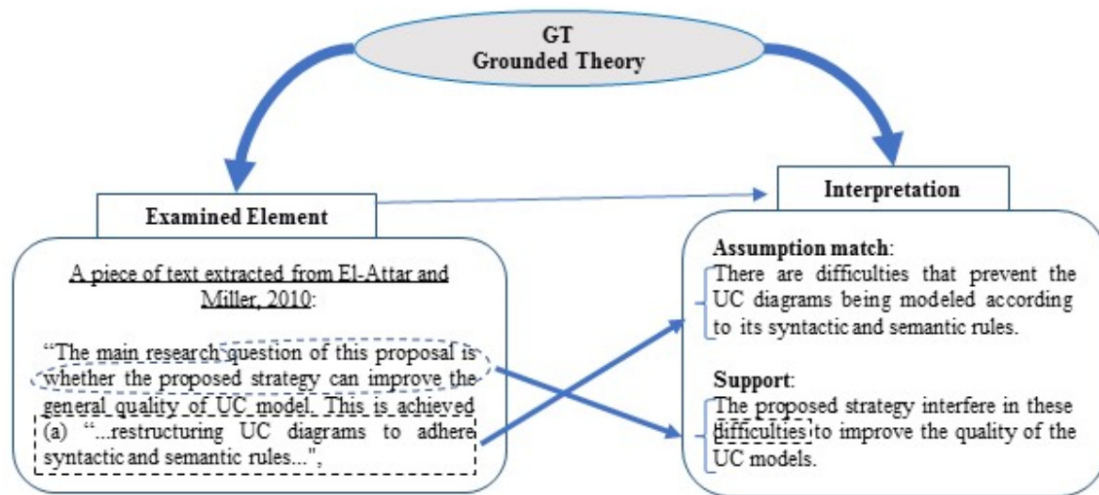 GT
Grounded Theory
Examined Element
A piece of text extracted from El-Attar and
Miller, 2010:
“The main research question of this proposal is
whether the proposed strategy can improve the
general quality of UC model. This is achieved
(a) “...restructuring UC diagrams to adhere
syntactic and semantic rules...”,
Interpretation
Assumption match:
There are difficulties that prevent the
UC diagrams being modeled according
to its syntactic and semantic rules.
Support:
The proposed strategy interfere in these
difficulties to improve the quality of the
UC models.